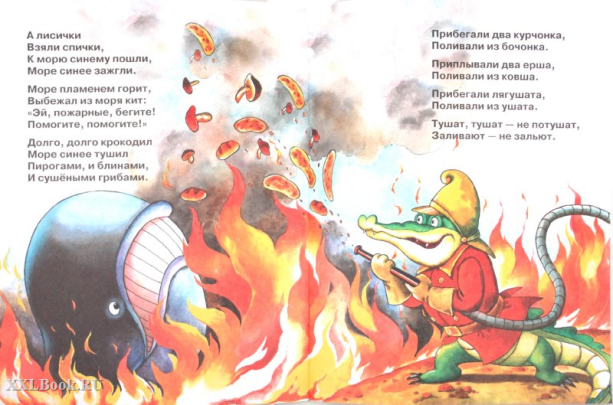 А лисички
Взяли спички,
К морю синему пошли,
Море синее зажгли.
Море пламенем горит,
Выбежал из моря кит:
«Эй, пожарные, бегите!
Помогите, помогите!»
Долго, долго крокодил
Море синее тушил
Пирогами, и блинами,
И сушёными грибами.
Прибегали два курчонка,
Поливали из бочонка.
Приплывали два ерша,
Поливали из ковша.
Прибегали лягушата,
Поливали из ушата.
Тушат, тушат — не потушат,
Заливают — не зальют.
XXLBook.RU